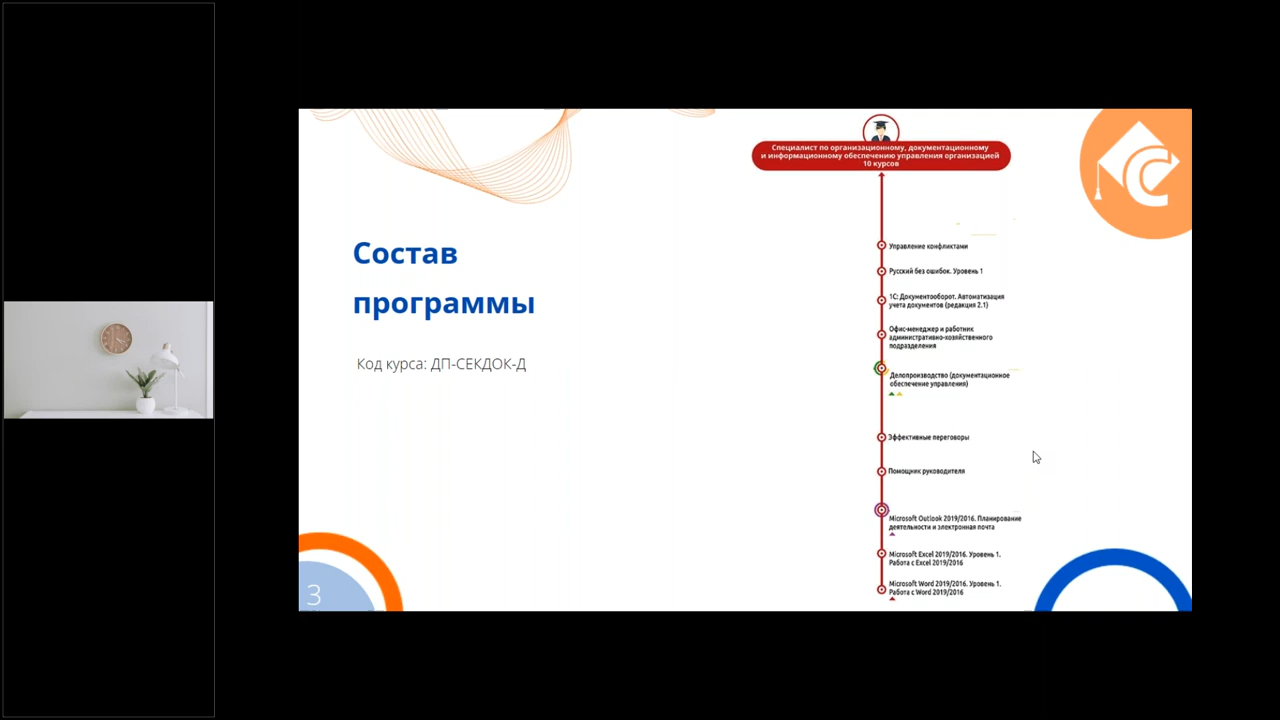 Специалист по организационному, документационному
и информационному обеспечению управления организацией
10 курсов
Состав
программы
Код курса: ДП-СЕКДОК-Д
Управление конфликтами
Русский без ошибок. Уровень 1
1С: Документооборот. Автоматизация
учета документов (редакция 2.1)
Офис-менеджер и работник
административно-хозяйственного
подразделения
Делопроизводство (документационное
обеспечение управления)
Эффективные переговоры
Помощник руководителя
Microsoft Outlook 2019/2016. Планирование
деятельности и электронная почта
Microsoft Excel 2019/2016. Уровень 1.
Работа с Excel 2019/2016
Microsoft Word 2019/2016. Уровень 1.
Работа с Word 2019/2016
3